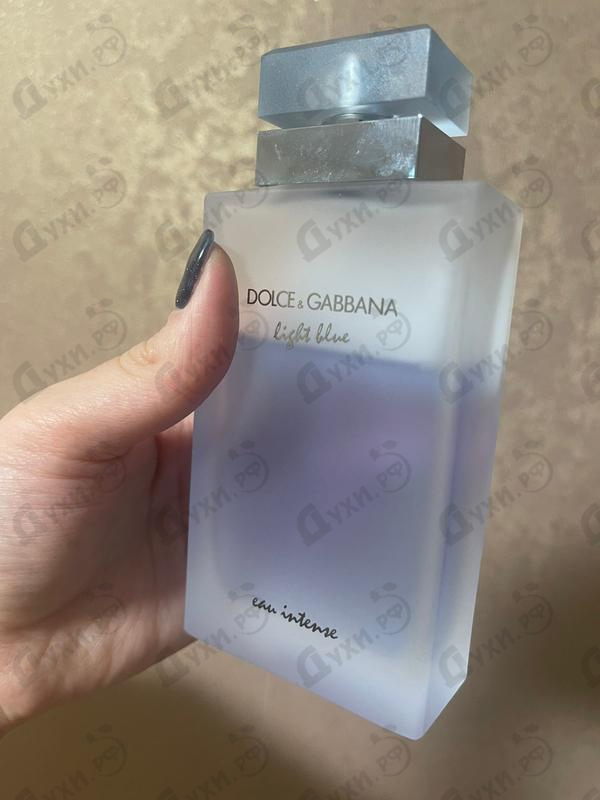 DOLCE & GABBANA
light blue
eau intense
Духи.рф